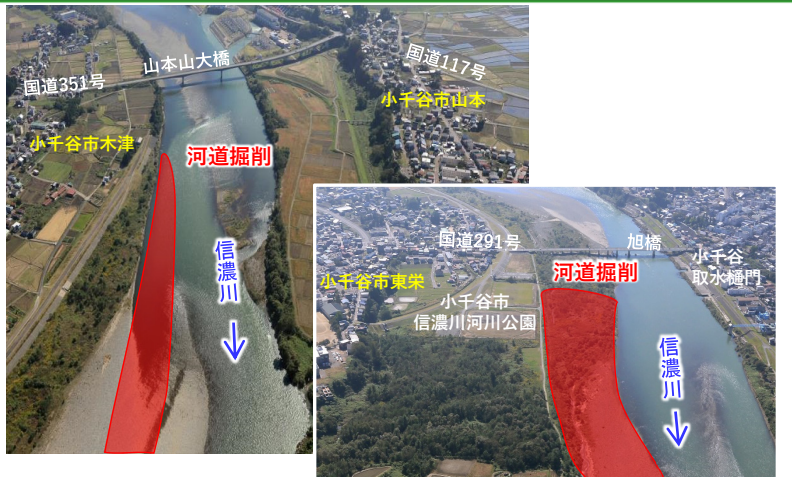 山本山大橋
国道351号
国道117号
小千谷市山本
小千谷市木津
河道掘削
信濃川
国道291号
旭橋
小千谷
取水樋門
河道掘削
小千谷市東栄
小千谷市
信濃川河川公園
信濃川